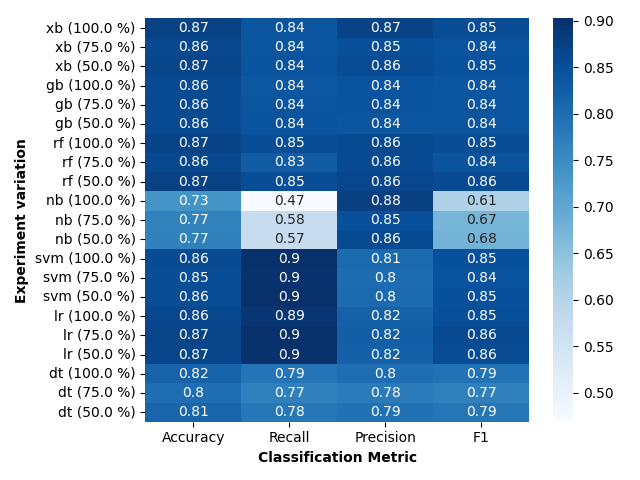 xb (100.0 %) 0.87 0.84 0.87 0.85
xb (75.0 %) 0.86 0.84 0.85 0.84
xb (50.0 %) 0.87 0.84 0.86 0.85
gb (100.0 %) 0.86 0.84 0.84 0.84
gb (75.0 %) 0.86 0.84 0.84 0.84
gb (50.0 %) 0.86 0.84 0.84 0.84
rf (100.0 %) 0.87 0.85 0.86 0.85
rf (75.0 %) 0.86 0.83 0.86 0.84
rf (50.0 %) 0.87 0.85 0.86 0.86
nb (100.0 %) 0.73 0.47 0.88 0.61
nb (75.0 %) 0.77 0.58 0.85 0.67
nb (50.0 %) 0.77 0.57 0.86 0.68
svm (100.0 %) 0.86 0.9 0.81 0.85
svm (75.0 %) 0.85 0.9 0.8 0.84
svm (50.0 %) 0.86 0.9 0.8 0.85
lr (100.0 %) 0.86 0.89 0.82 0.85
lr (75.0 %) 0.87 0.9 0.82 0.86
lr (50.0 %) 0.87 0.9 0.82 0.86
dt (100.0 %) 0.82 0.79 0.8 0.79
dt (75.0 %) 0.8 0.77 0.78 0.77
dt (50.0 %) 0.81 0.78 0.79 0.79
Accuracy Recall Precision F1
Classification Metric
Experiment variation
0.90
0.85
0.80
0.75
0.70
0.65
0.60
0.55
0.50